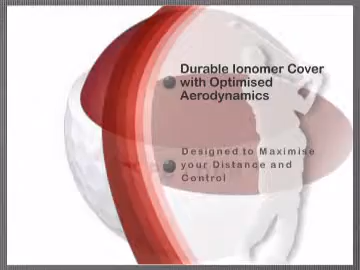 Durable Ionomer Cover
with Optimised
Aerodynamics
Designed to Maximise
your Distance and
Control